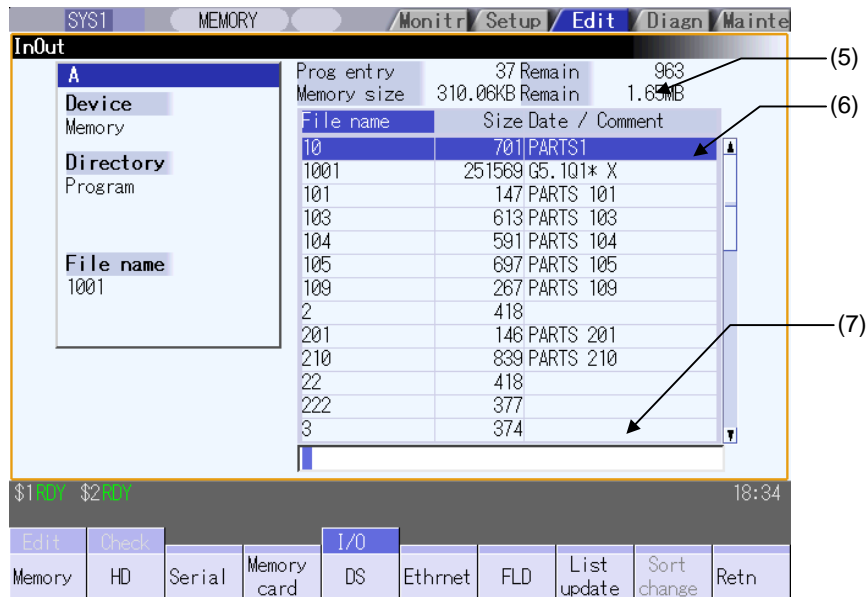 SYS1 MEMORY Monitr Setup Edit Diagn Mainte
InOut
A
Device
Memory
Directory
Program
File name
1001
Prog entry 37 Remain 963
Memory size 310.06KB Remain 1.65MB
File name Size Date / Comment
10 701 PARTS1
1001 251569 G5.1Q1* X
101 147 PARTS 101
103 613 PARTS 103
104 591 PARTS 104
105 697 PARTS 105
109 267 PARTS 109
2 418
201 146 PARTS 201
210 839 PARTS 210
22 418
222 377
3 374
(5)
(6)
(7)
$1RDY $2RDY 18:34
Edit Check I/O
Memory HD Serial Memory card DS Ethrnet FLD List update Sort change Retn